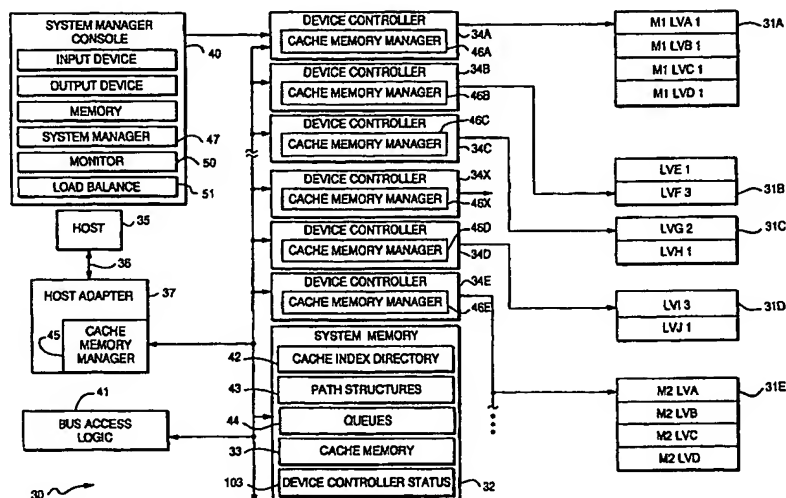 SYSTEM MANAGER
CONSOLE
40
INPUT DEVICE
OUTPUT DEVICE
MEMORY
SYSTEM MANAGER
47
MONITOR
50
LOAD BALANCE
51
HOST
35
36
HOST ADAPTER
37
45
CACHE
MEMORY
MANAGER
41
BUS ACCESS
LOGIC
30
DEVICE CONTROLLER
34A
CACHE MEMORY MANAGER
46A
DEVICE CONTROLLER
34B
CACHE MEMORY MANAGER
46B
DEVICE CONTROLLER
46C
CACHE MEMORY MANAGER
34C
DEVICE CONTROLLER
34X
CACHE MEMORY MANAGER
46X
DEVICE CONTROLLER
46D
CACHE MEMORY MANAGER
34D
DEVICE CONTROLLER
34E
CACHE MEMORY MANAGER
46E
SYSTEM MEMORY
42
CACHE INDEX DIRECTORY
43
PATH STRUCTURES
44
QUEUES
33
CACHE MEMORY
103
DEVICE CONTROLLER STATUS
32
M1 LVA 1
31A
M1 LVB 1
M1 LVC 1
M1 LVD 1
LVE 1
LVF 3
31B
LVG 2
31C
LVH 1
LVI 3
31D
LVJ 1
M2 LVA
31E
M2 LVB
M2 LVC
M2 LVD